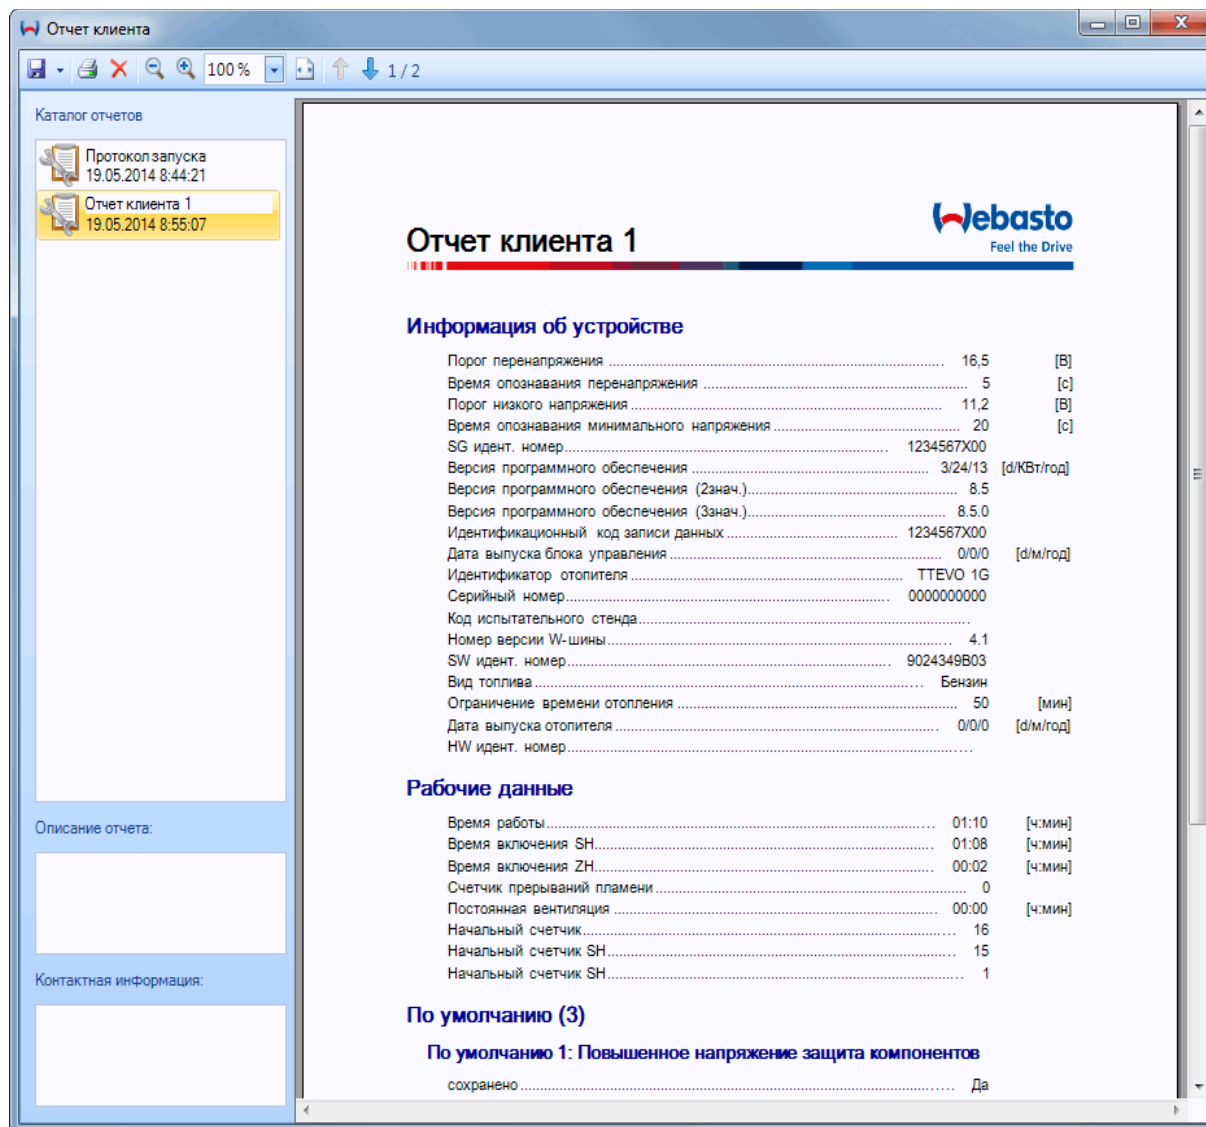 Отчет клиента
100 %
1 / 2
Каталог отчетов
Протокол запуска
19.05.2014 8:44:21
Отчет клиента 1
19.05.2014 8:55:07
Описание отчета:
Контактная информация:
Webasto
Feel the Drive
Отчет клиента 1
Информация об устройстве
Порог перенапряжения 16,5 [В]
Время опознавания перенапряжения 5 [с]
Порог низкого напряжения 11,2 [В]
Время опознавания минимального напряжения 20 [с]
SG идент. номер 1234567X00
Версия программного обеспечения 3/24/13 [d/КВт/год]
Версия программного обеспечения (2знач.) 8.5
Версия программного обеспечения (3знач.) 8.5.0
Идентификационный код записи данных 1234567X00
Дата выпуска блока управления 0/0/0 [d/м/год]
Идентификатор отопителя TTEVO 1G
Серийный номер 0000000000
Код испытательного стенда
Номер версии W-шины 4.1
SW идент. номер 9024349B03
Вид топлива Бензин
Ограничение времени отопления 50 [мин]
Дата выпуска отопителя 0/0/0 [d/м/год]
HW идент. номер
Рабочие данные
Время работы 01:10 [ч:мин]
Время включения SH 01:08 [ч:мин]
Время включения ZH 00:02 [ч:мин]
Счетчик прерываний пламени 0
Постоянная вентиляция 00:00 [ч:мин]
Начальный счетчик 16
Начальный счетчик SH 15
Начальный счетчик SH 1
По умолчанию (3)
По умолчанию 1: Повышенное напряжение защита компонентов
сохранено Да